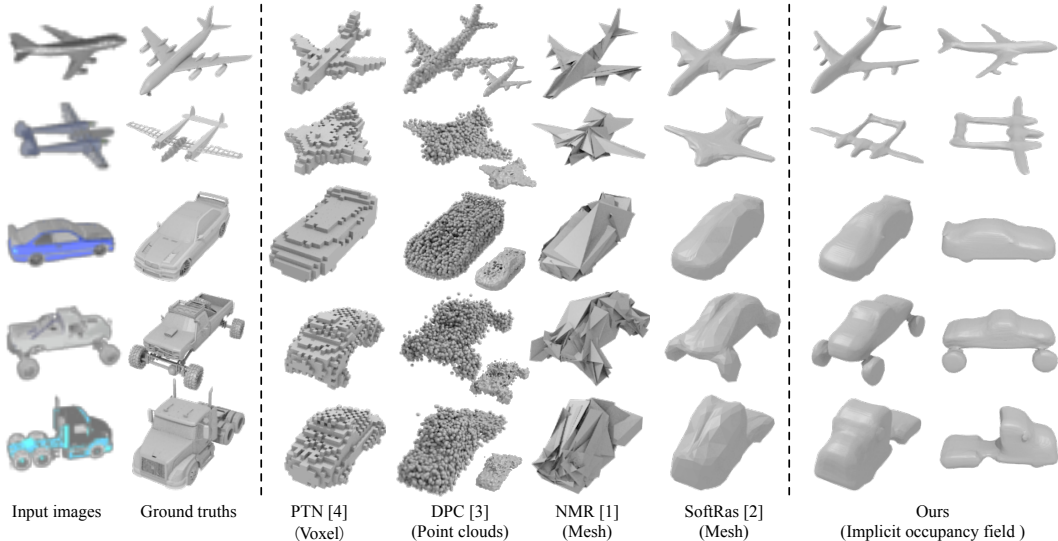 Input images
Ground truths
PTN [4]
(Voxel)
DPC [3]
(Point clouds)
NMR [1]
(Mesh)
SoftRas [2]
(Mesh)
Ours
(Implicit occupancy field )